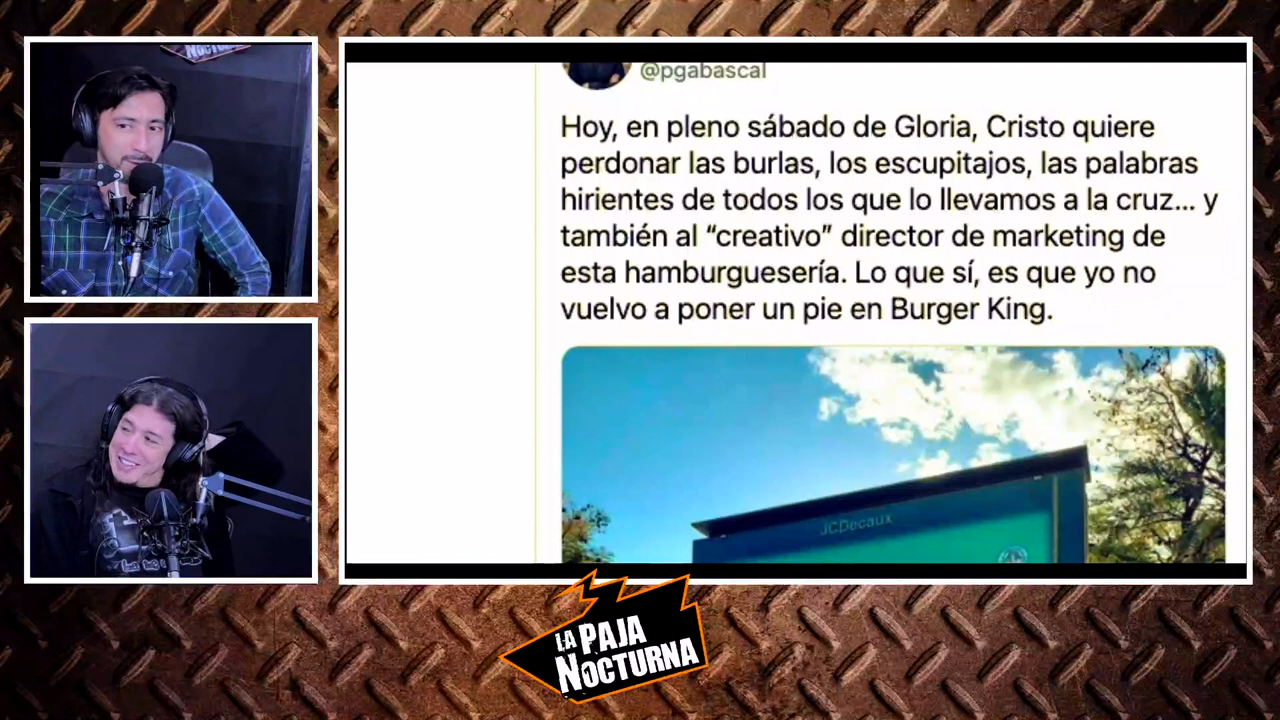 NOCTURNA
@pgabascal
Hoy, en pleno sábado de Gloria, Cristo quiere
perdonar las burlas, los escupitajos, las palabras
hirientes de todos los que lo llevamos a la cruz... y
también al “creativo” director de marketing de
esta hamburguesería. Lo que sí, es que yo no
vuelvo a poner un pie en Burger King.
JCDecaux
LA PAJA
NOCTURNA